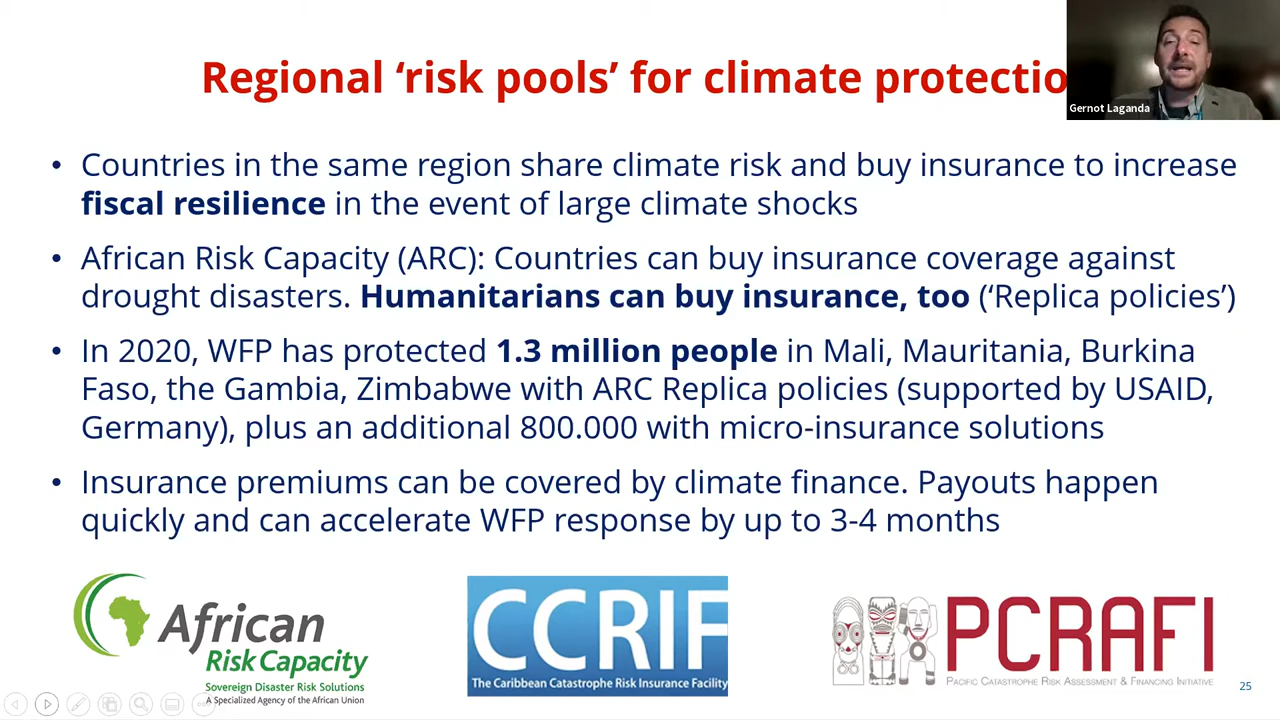 Regional ‘risk pools’ for climate protectio
Gernot Laganda
• Countries in the same region share climate risk and buy insurance to increase
fiscal resilience in the event of large climate shocks
• African Risk Capacity (ARC): Countries can buy insurance coverage against
drought disasters. Humanitarians can buy insurance, too (‘Replica policies’)
• In 2020, WFP has protected 1.3 million people in Mali, Mauritania, Burkina
Faso, the Gambia, Zimbabwe with ARC Replica policies (supported by USAID,
Germany), plus an additional 800.000 with micro-insurance solutions
• Insurance premiums can be covered by climate finance. Payouts happen
quickly and can accelerate WFP response by up to 3-4 months
African
Risk Capacity
Sovereign Disaster Risk Solutions
A Specialized Agency of the African Union
CCRIF
The Caribbean Catastrophe Risk Insurance Facility
PCRAFI
PACIFIC CATASTROPHE RISK ASSESSMENT & FINANCING INITIATIVE
25